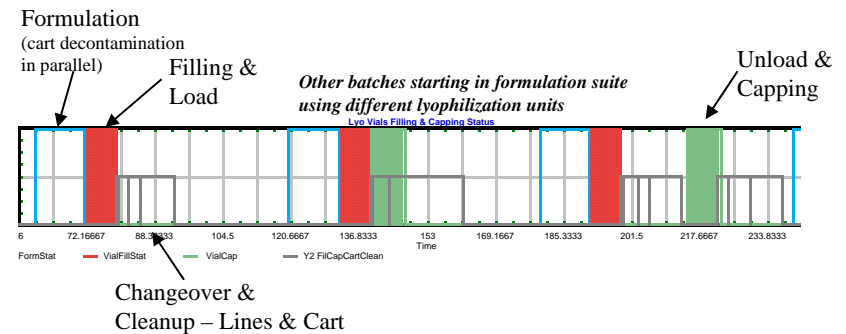 Formulation
(cart decontamination
in parallel)
Filling &
Load
Other batches starting in formulation suite
using different lyophilization units
Unload &
Capping
Lyo Vials Filling & Capping Status
6 72.16667 104.5 120.6667 136.8333 153 169.1667 185.3333 201.5 217.6667 233.8333
Time
FormStat VialFillStat VialCap Y2 FilCapCartClean
Changeover &
Cleanup – Lines & Cart